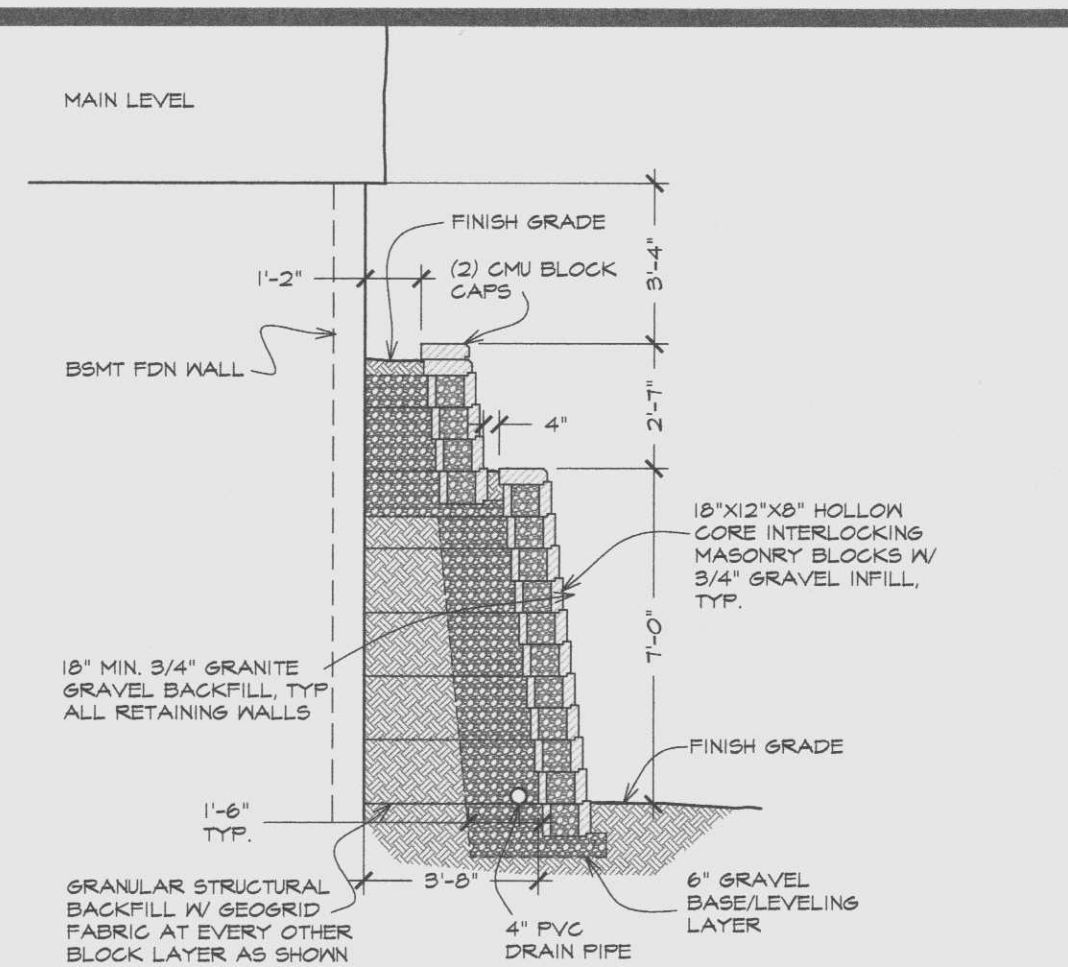 MAIN LEVEL
FINISH GRADE
1'-2"
(2) CMU BLOCK
CAPS
3'-4"
BSMT FDN WALL
2'-7"
4"
18"X12"X8" HOLLOW
CORE INTERLOCKING
MASONRY BLOCKS W/
3/4" GRAVEL INFILL,
TYP.
7'-0"
18" MIN. 3/4" GRANITE
GRAVEL BACKFILL, TYP
ALL RETAINING WALLS
FINISH GRADE
1'-6"
TYP.
3'-8"
GRANULAR STRUCTURAL
BACKFILL W/ GEOGRID
FABRIC AT EVERY OTHER
BLOCK LAYER AS SHOWN
4" PVC
DRAIN PIPE
6" GRAVEL
BASE/LEVELING
LAYER